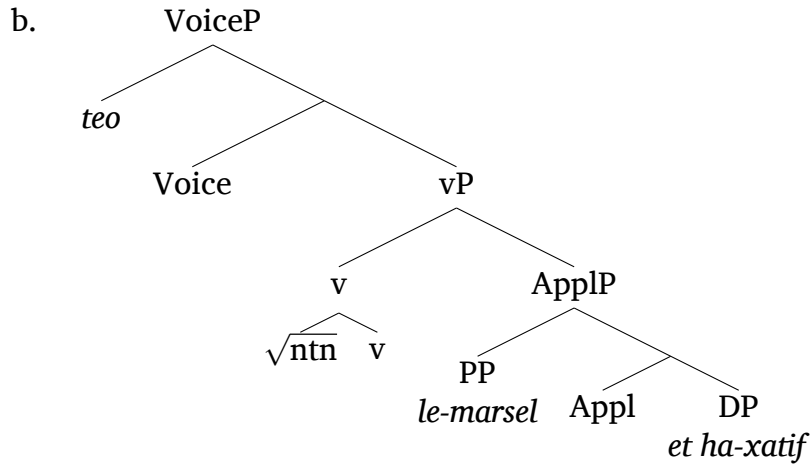 b. VoiceP
teo
Voice vP
v ApplP
√ntn v
PP
le-marsel Appl DP
et ha-xatif